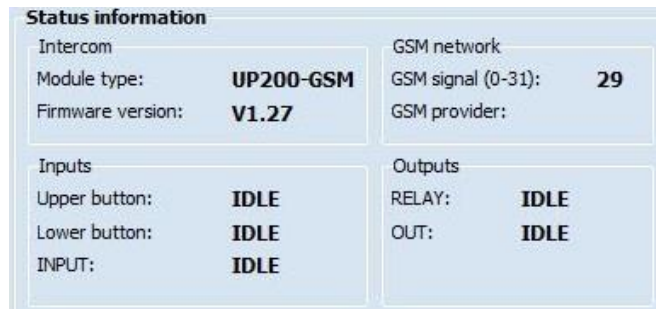 Status information
Intercom
Module type: UP200-GSM
Firmware version: V1.27
GSM network
GSM signal (0-31): 29
GSM provider:
Inputs
Upper button: IDLE
Lower button: IDLE
INPUT: IDLE
Outputs
RELAY: IDLE
OUT: IDLE